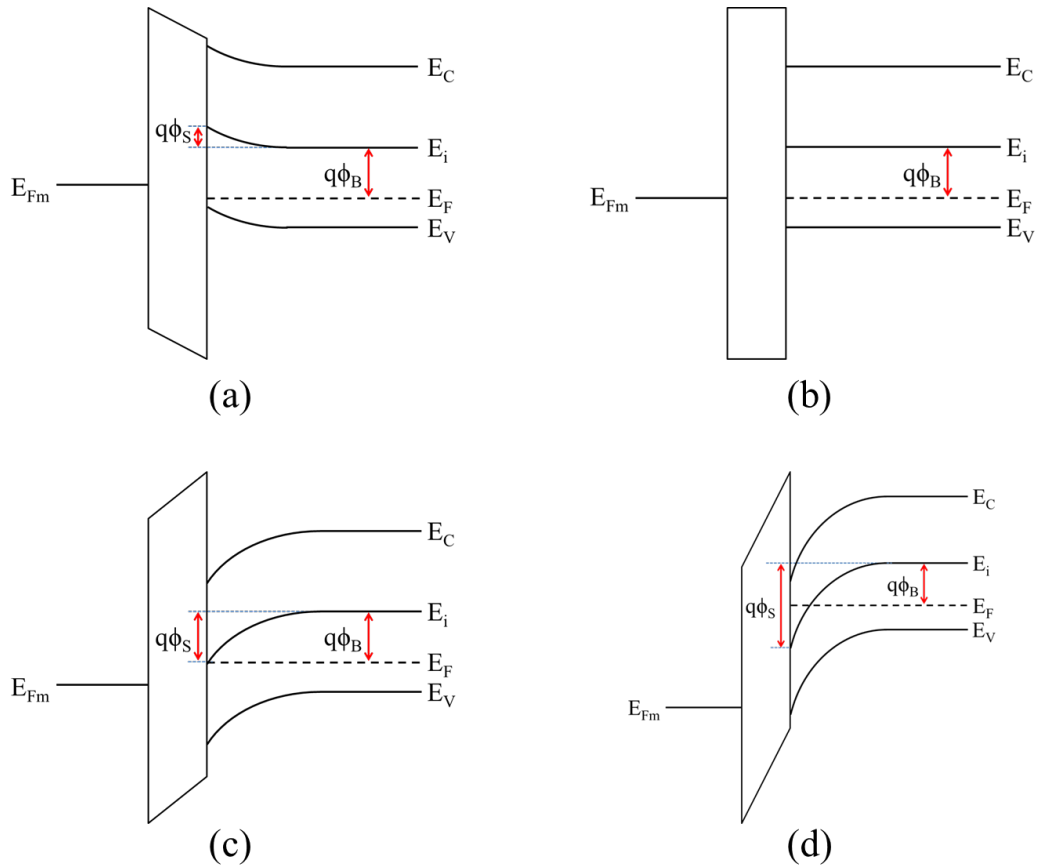 E_C
qϕ_S
E_i
qϕ_B
E_Fm
E_F
E_V
(a)
E_C
E_i
qϕ_B
E_Fm
E_F
E_V
(b)
E_C
E_i
qϕ_S
qϕ_B
E_F
E_Fm
E_V
(c)
E_C
E_i
qϕ_B
qϕ_S
E_F
E_V
E_Fm
(d)